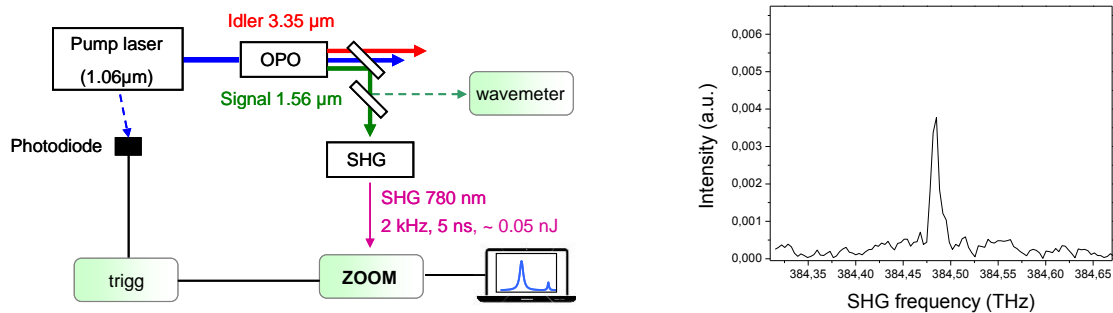 Idler 3.35 µm
Pump laser
(1.06µm)
OPO
Signal 1.56 µm
wavemeter
Photodiode
SHG
SHG 780 nm
2 kHz, 5 ns, ~ 0.05 nJ
trigg
ZOOM
Intensity (a.u.)
0,006
0,005
0,004
0,003
0,001
0,000
384,35
384,40
384,45
384,50
384,55
384,60
384,65
SHG frequency (THz)